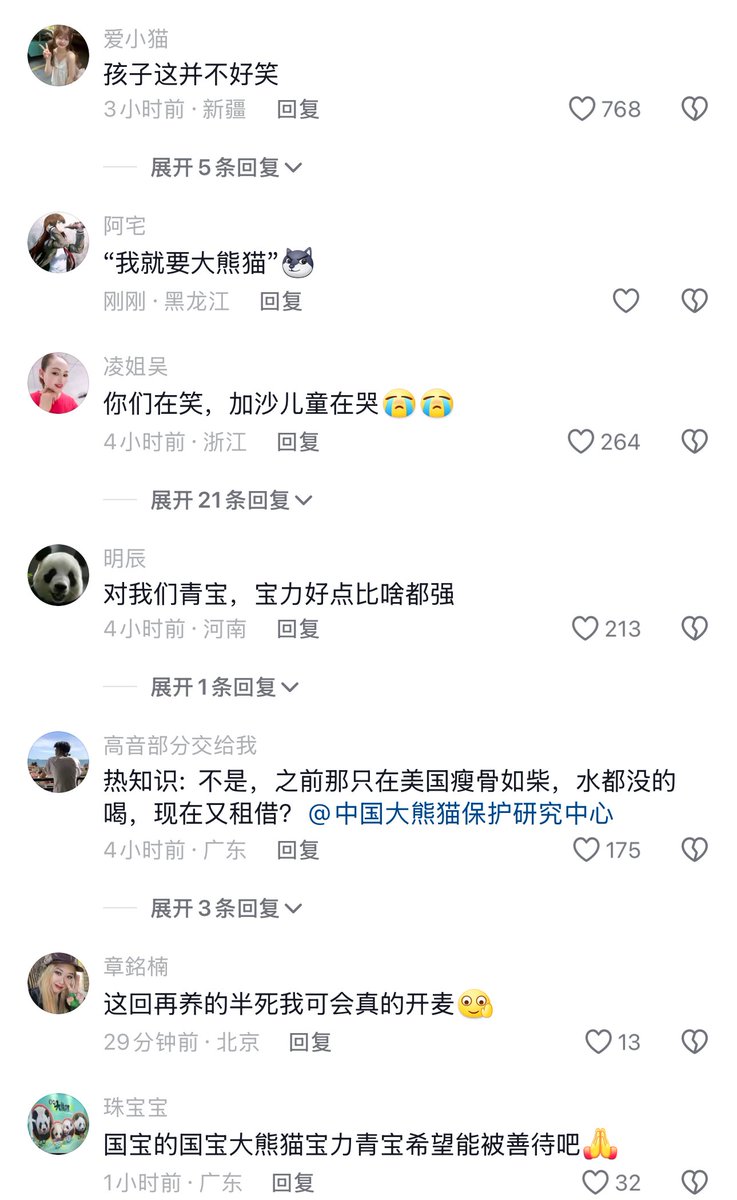 爱小猫
孩子这并不好笑
3小时前 · 新疆 回复 768
展开5条回复
阿宅
“我就要大熊猫”
刚刚 · 黑龙江 回复
凌姐吴
你们在笑，加沙儿童在哭😭😭
4小时前 · 浙江 回复 264
展开21条回复
明辰
对我们青宝，宝力好点比啥都强
4小时前 · 河南 回复 213
展开1条回复
高音部分交给我
热知识：不是，之前那只在美国瘦骨如柴，水都没的
喝，现在又租借？@中国大熊猫保护研究中心
4小时前 · 广东 回复 175
展开3条回复
章銘楠
这回再养的半死我可会真的开麦
29分钟前 · 北京 回复 13
珠宝宝
国宝的国宝大熊猫宝力青宝希望能被善待吧🙏
1小时前 · 广东 回复 32